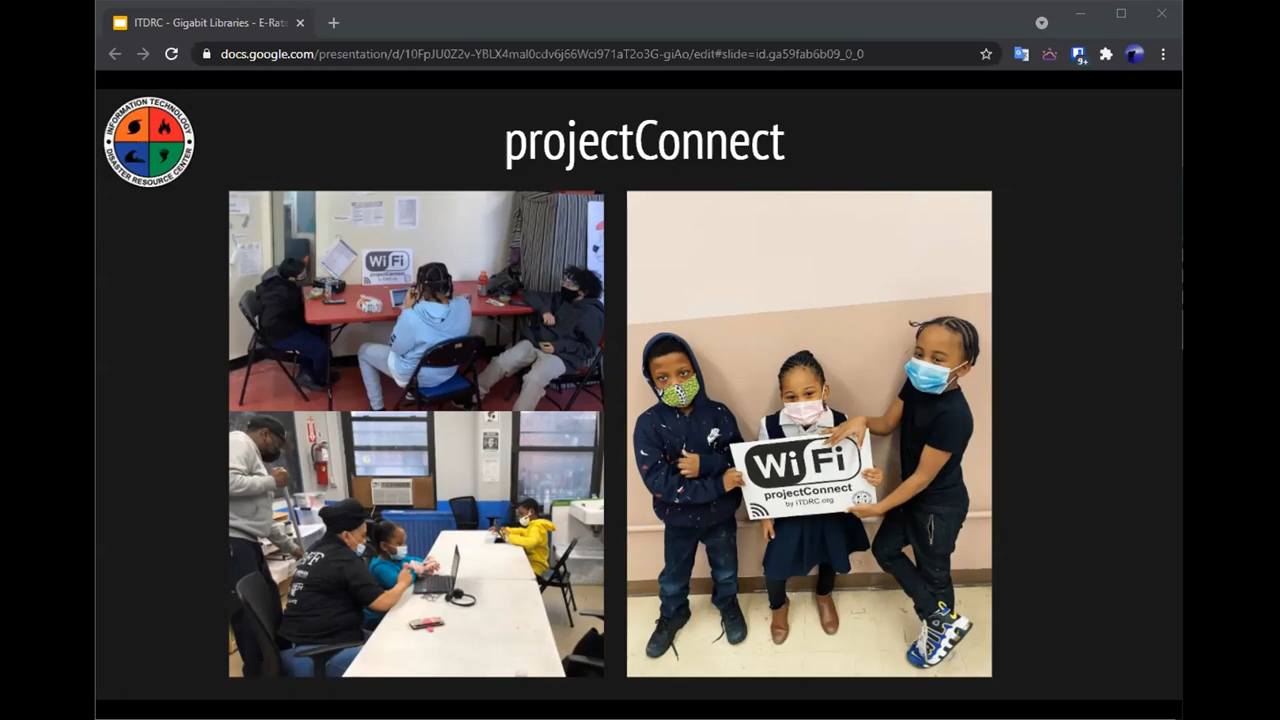 ITDRC - Gigabit Libraries - E-Rate
docs.google.com/presentation/d/10FpJU0Z2v-YBLX4mal0cdv6j66Wci971aT2o3G-giAo/edit#slide=id.ga59fab6b09_0_0
9+
INFORMATION TECHNOLOGY
DISASTER RESOURCE CENTER
projectConnect
WiFi
projectConnect
WiFi
projectConnect
by ITDRC.org